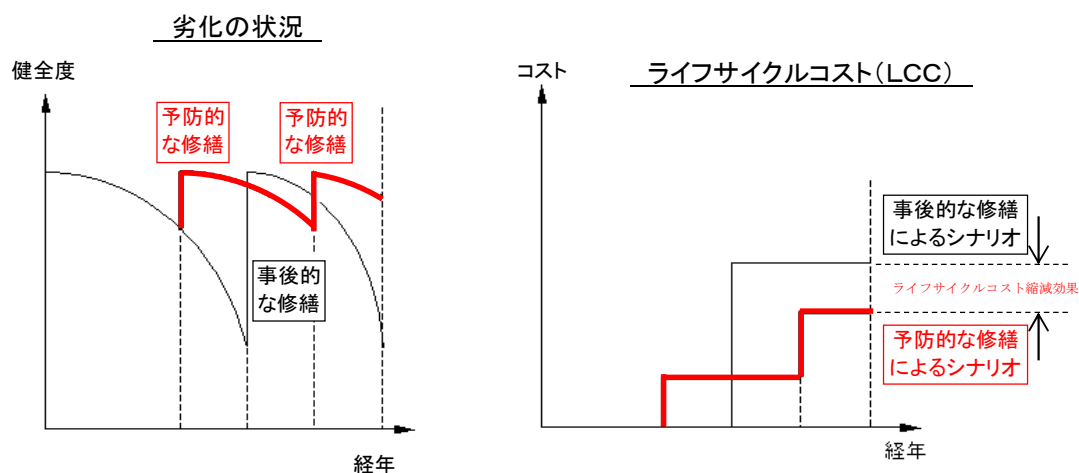 劣化の状況
健全度
予防的
な修繕
予防的
な修繕
事後的
な修繕
経年
ライフサイクルコスト（LCC）
コスト
事後的な修繕
によるシナリオ
ライフサイクルコスト縮減効果
予防的な修繕
によるシナリオ
経年